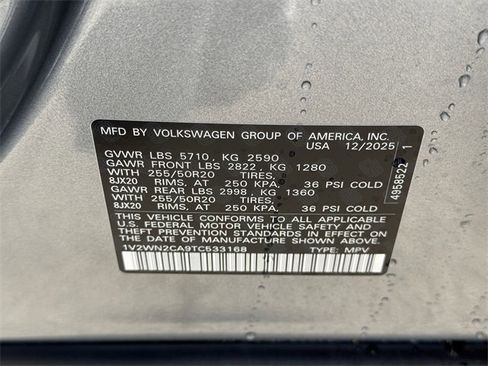 MFD BY VOLKSWAGEN GROUP OF AMERICA, INC.
USA 12/2025
GVWR LBS 5710, KG 2590
GAWR FRONT LBS 2822, KG 1280
WITH 255/50R20 TIRES,
8JX20 RIMS, AT 250 KPA, 36 PSI COLD
GAWR REAR LBS 2998, KG 1360
WITH 255/50R20 TIRES,
8JX20 RIMS, AT 250 KPA, 36 PSI COLD
THIS VEHICLE CONFORMS TO ALL APPLICABLE
U.S. FEDERAL MOTOR VEHICLE SAFETY AND
THEFT PREVENTION STANDARDS IN EFFECT ON
THE DATE OF MANUFACTURE SHOWN ABOVE.
1V2WN2CA9TC533168 TYPE: MPV
4958522 1